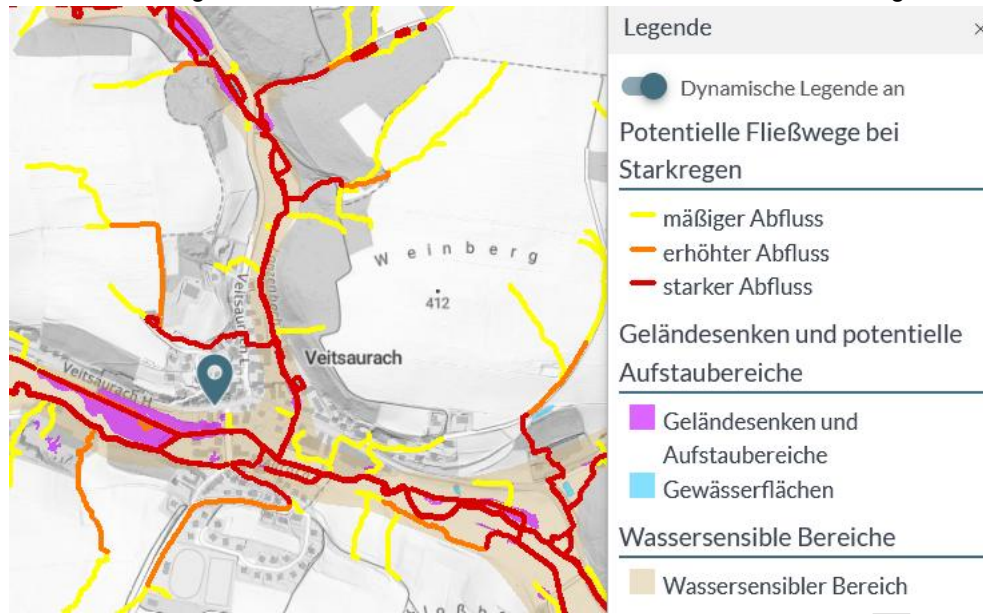 Veitsaurach H
Veitsaurach
W e i n b e r g
412
Veitsaurach
Legende
×
Dynamische Legende an
Potentielle Fließwege bei
Starkregen
mäßiger Abfluss
erhöhter Abfluss
starker Abfluss
Geländesenken und potentielle
Aufstaubereiche
Geländesenken und
Aufstaubereiche
Gewässerflächen
Wassersensible Bereiche
Wassersensibler Bereich